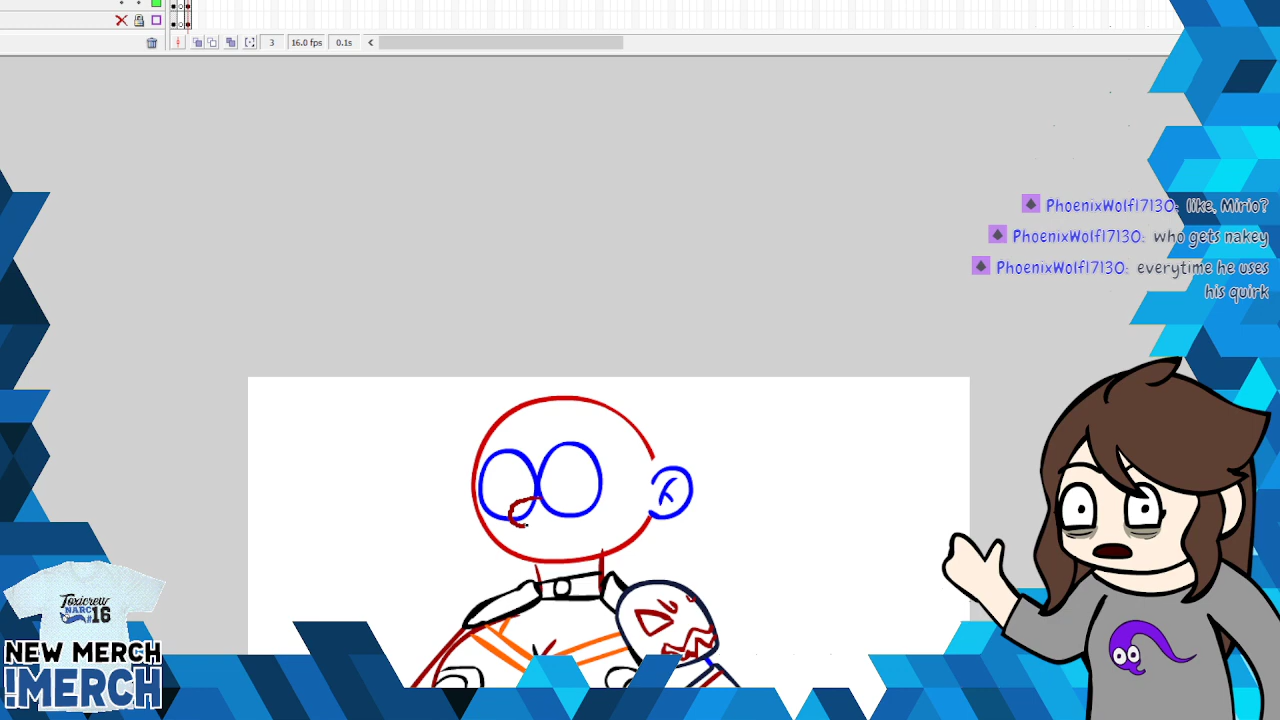 3 16.0 fps 0.1s
PhoenixWolf17130: like, Mirio?
PhoenixWolf17130: who gets nakey
PhoenixWolf17130: everytime he uses
his quirk
Toxicrew
NARC
#16
NEW MERCH
!MERCH